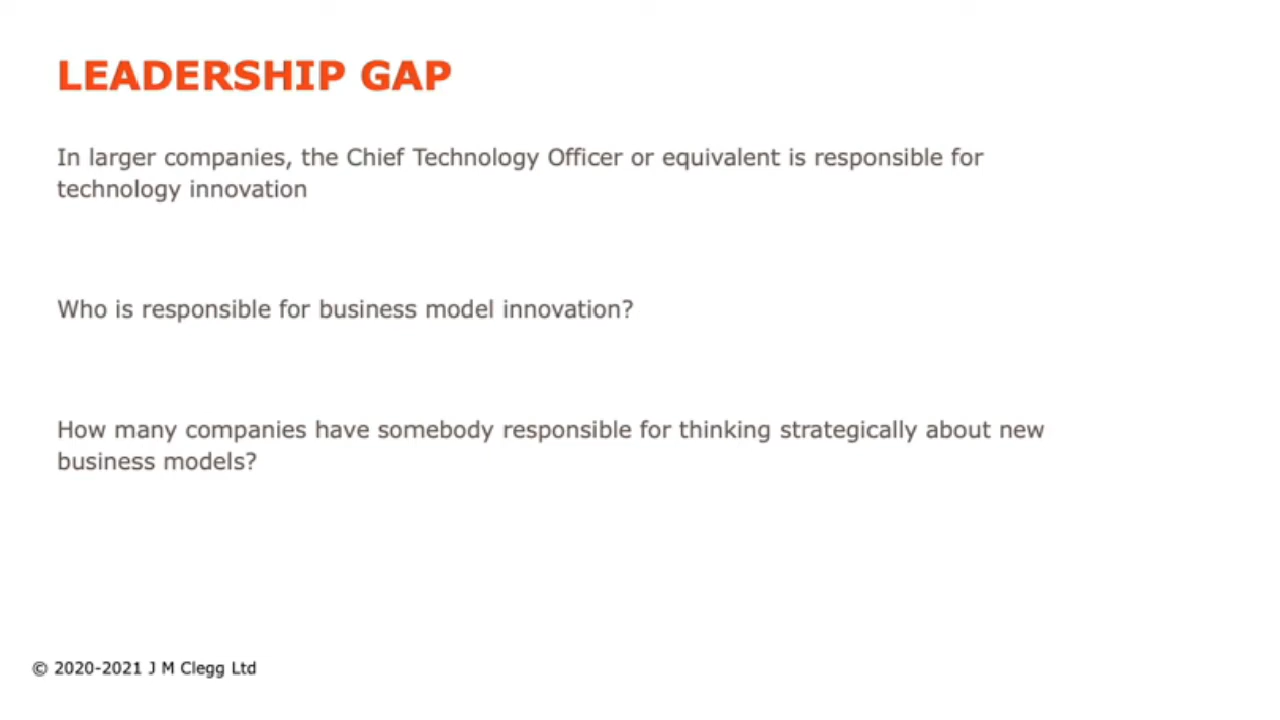 LEADERSHIP GAP
In larger companies, the Chief Technology Officer or equivalent is responsible for
technology innovation
Who is responsible for business model innovation?
How many companies have somebody responsible for thinking strategically about new
business models?
© 2020-2021 J M Clegg Ltd